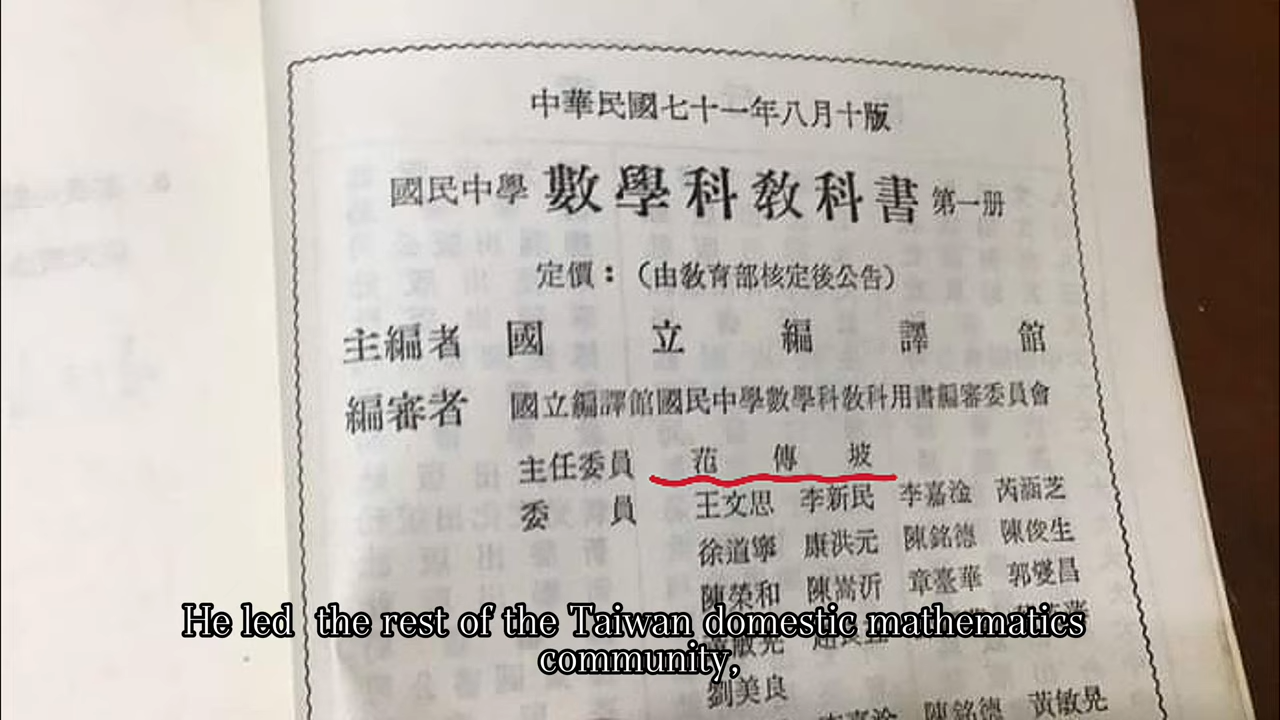 中華民國七十一年八月十版
國民中學 數學科教科書 第一册
定價：（由教育部核定後公告）
主編者 國立編譯館
編審者 國立編譯館國民中學數學科教科用書編審委員會
主任委員 范傳坡
委員 王文思 李新民 李嘉淦 芮涵芝
徐道寧 康洪元 陳銘德 陳俊生
陳榮和 陳嵩沂 章臺華 郭燮昌
He led the rest of the Taiwan domestic mathematics
community,
劉美良
李嘉淦 陳銘德 黃敏晃